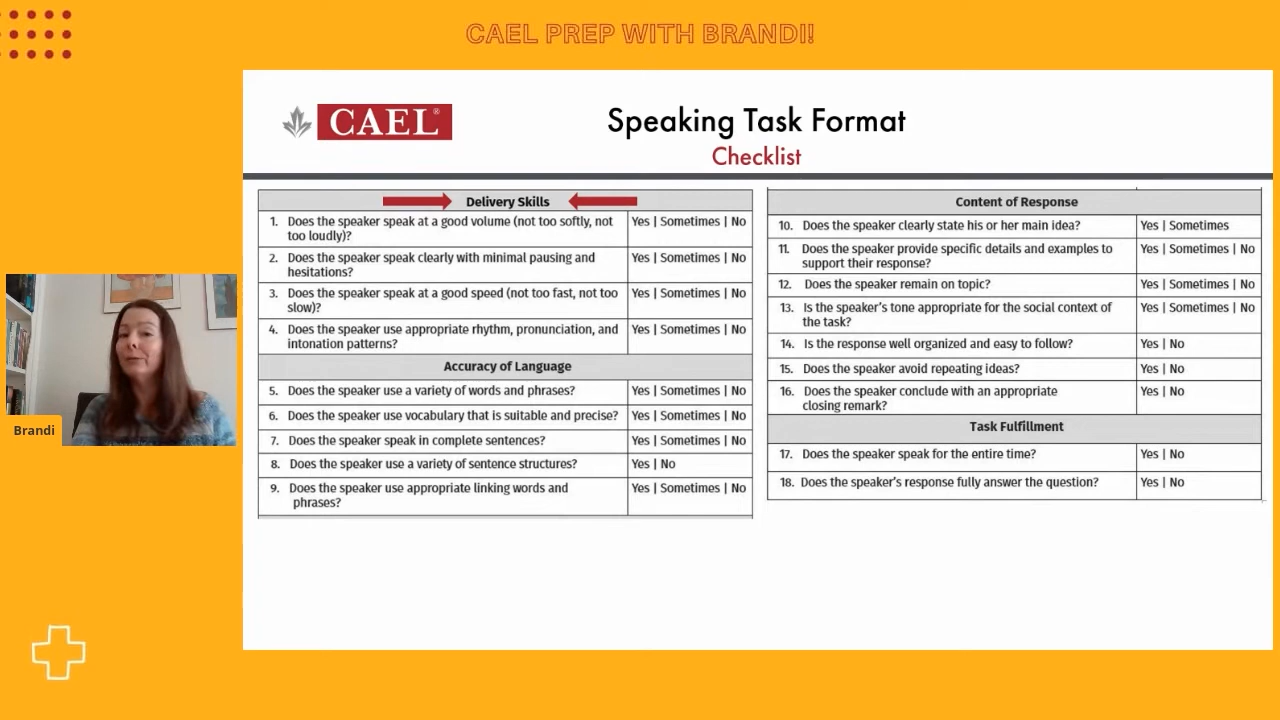 CAEL PREP WITH BRANDI!
CAEL®
Speaking Task Format
Checklist
Delivery Skills
1. Does the speaker speak at a good volume (not too softly, not
too loudly)?
Yes | Sometimes | No
2. Does the speaker speak clearly with minimal pausing and
hesitations?
Yes | Sometimes | No
3. Does the speaker speak at a good speed (not too fast, not too
slow)?
Yes | Sometimes | No
4. Does the speaker use appropriate rhythm, pronunciation, and
intonation patterns?
Yes | Sometimes | No
Accuracy of Language
5. Does the speaker use a variety of words and phrases?
Yes | Sometimes | No
6. Does the speaker use vocabulary that is suitable and precise?
Yes | Sometimes | No
7. Does the speaker speak in complete sentences?
Yes | Sometimes | No
8. Does the speaker use a variety of sentence structures?
Yes | No
9. Does the speaker use appropriate linking words and
phrases?
Yes | Sometimes | No
Content of Response
10. Does the speaker clearly state his or her main idea?
Yes | Sometimes
11. Does the speaker provide specific details and examples to
support their response?
Yes | Sometimes | No
12. Does the speaker remain on topic?
Yes | Sometimes | No
13. Is the speaker's tone appropriate for the social context of
the task?
Yes | Sometimes | No
14. Is the response well organized and easy to follow?
Yes | No
15. Does the speaker avoid repeating ideas?
Yes | No
16. Does the speaker conclude with an appropriate
closing remark?
Yes | No
Task Fulfillment
17. Does the speaker speak for the entire time?
Yes | No
18. Does the speaker's response fully answer the question?
Yes | No
Brandi